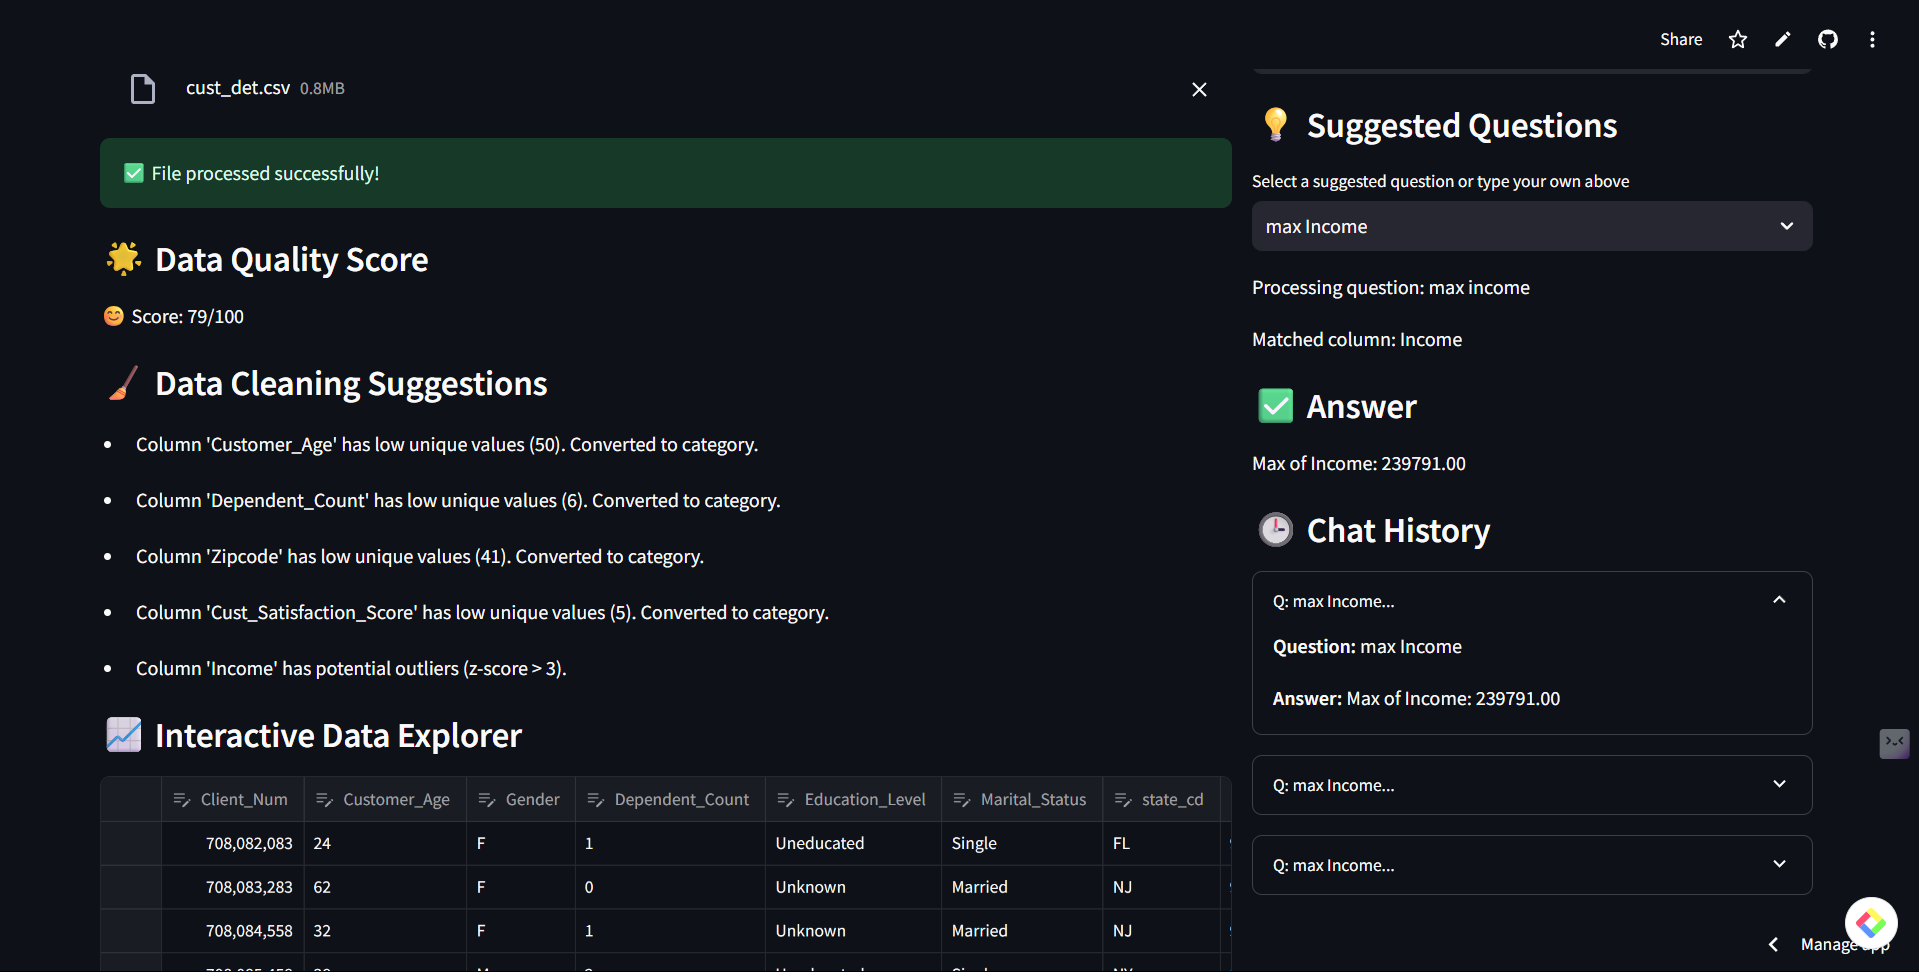 Share
cust_det.csv 0.8MB
✅ File processed successfully!
Data Quality Score
Score: 79/100
Data Cleaning Suggestions
Column 'Customer_Age' has low unique values (50). Converted to category.
Column 'Dependent_Count' has low unique values (6). Converted to category.
Column 'Zipcode' has low unique values (41). Converted to category.
Column 'Cust_Satisfaction_Score' has low unique values (5). Converted to category.
Column 'Income' has potential outliers (z-score > 3).
Interactive Data Explorer
Client_Num Customer_Age Gender Dependent_Count Education_Level Marital_Status state_cd
708,082,083 24 F 1 Uneducated Single FL
708,083,283 62 F 0 Unknown Married NJ
708,084,558 32 F 1 Unknown Married NJ
Suggested Questions
Select a suggested question or type your own above
max Income
Processing question: max income
Matched column: Income
Answer
Max of Income: 239791.00
Chat History
Q: max Income...
Question: max Income
Answer: Max of Income: 239791.00
Q: max Income...
Q: max Income...
Manage app